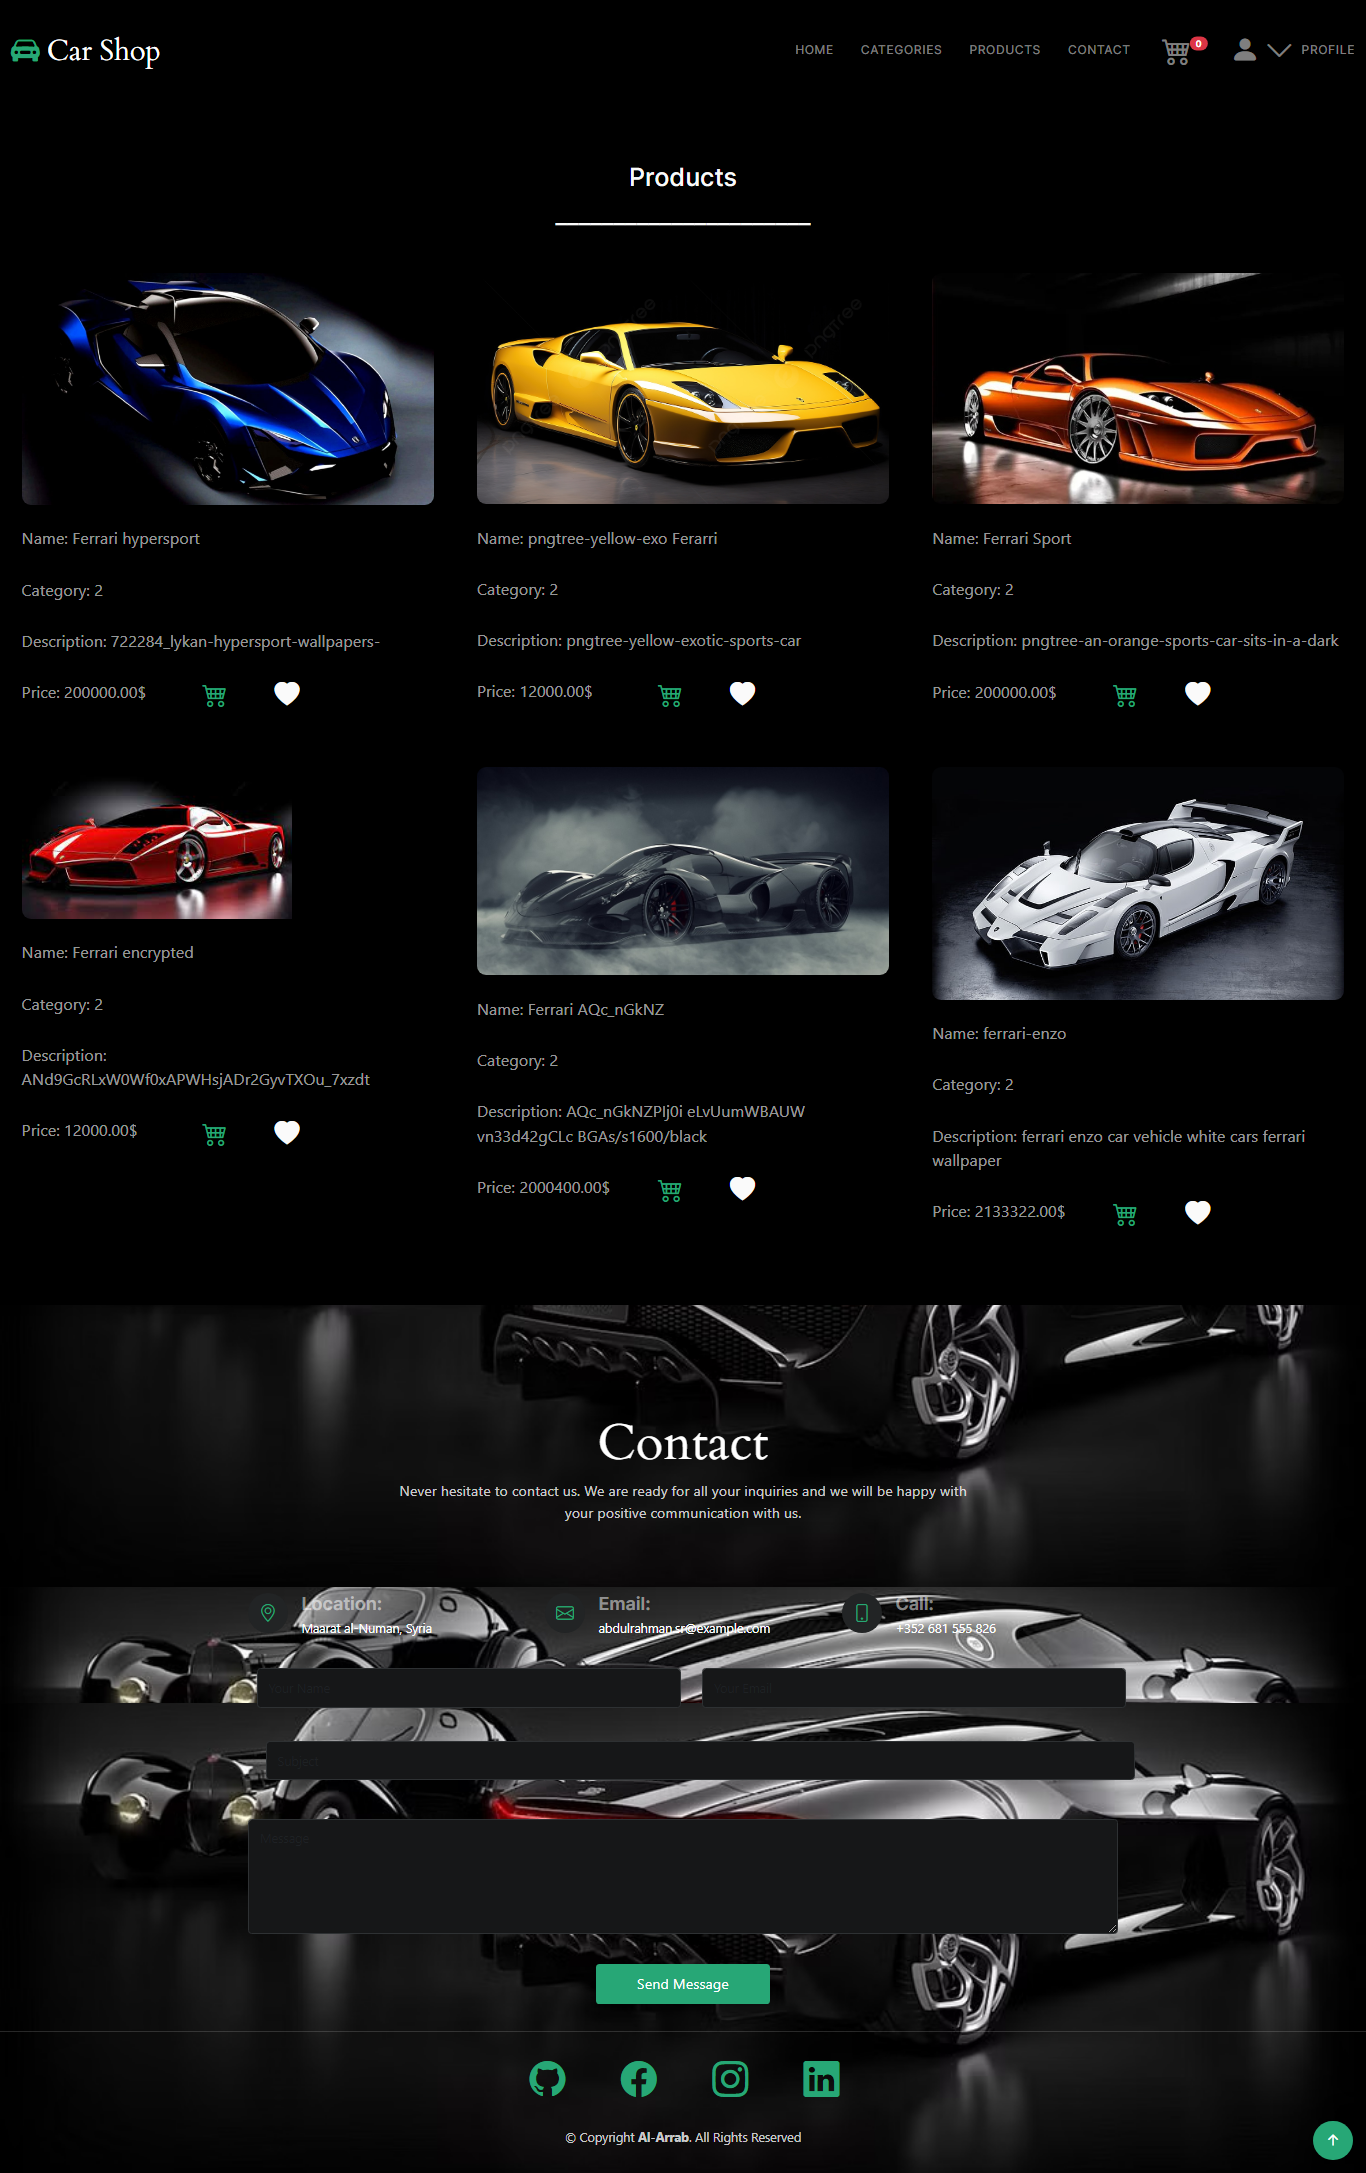 Car Shop
HOME
CATEGORIES
PRODUCTS
CONTACT
0
PROFILE
Products
pngtree
pngtree
Name: Ferrari hypersport
Category: 2
Description: 722284_lykan-hypersport-wallpapers-
Price: 200000.00$
Name: pngtree-yellow-exo Ferarri
Category: 2
Description: pngtree-yellow-exotic-sports-car
Price: 12000.00$
Name: Ferrari Sport
Category: 2
Description: pngtree-an-orange-sports-car-sits-in-a-dark
Price: 200000.00$
Name: Ferrari encrypted
Category: 2
Description:
ANd9GcRLxW0Wf0xAPWHsjADr2GyvTXOu_7xzdt
Price: 12000.00$
Name: Ferrari AQc_nGkNZ
Category: 2
Description: AQc_nGkNZPlj0i eLvUumWBAUW
vn33d42gCLc BGAs/s1600/black
Price: 2000400.00$
Name: ferrari-enzo
Category: 2
Description: ferrari enzo car vehicle white cars ferrari
wallpaper
Price: 2133322.00$
Contact
Never hesitate to contact us. We are ready for all your inquiries and we will be happy with
your positive communication with us.
Location:
Maarat al-Numan, Syria
Email:
abdulrahman.sr@example.com
Call:
+352 681 555 826
Your Name
Your Email
Subject
Message
Send Message
© Copyright Al-Arrab. All Rights Reserved